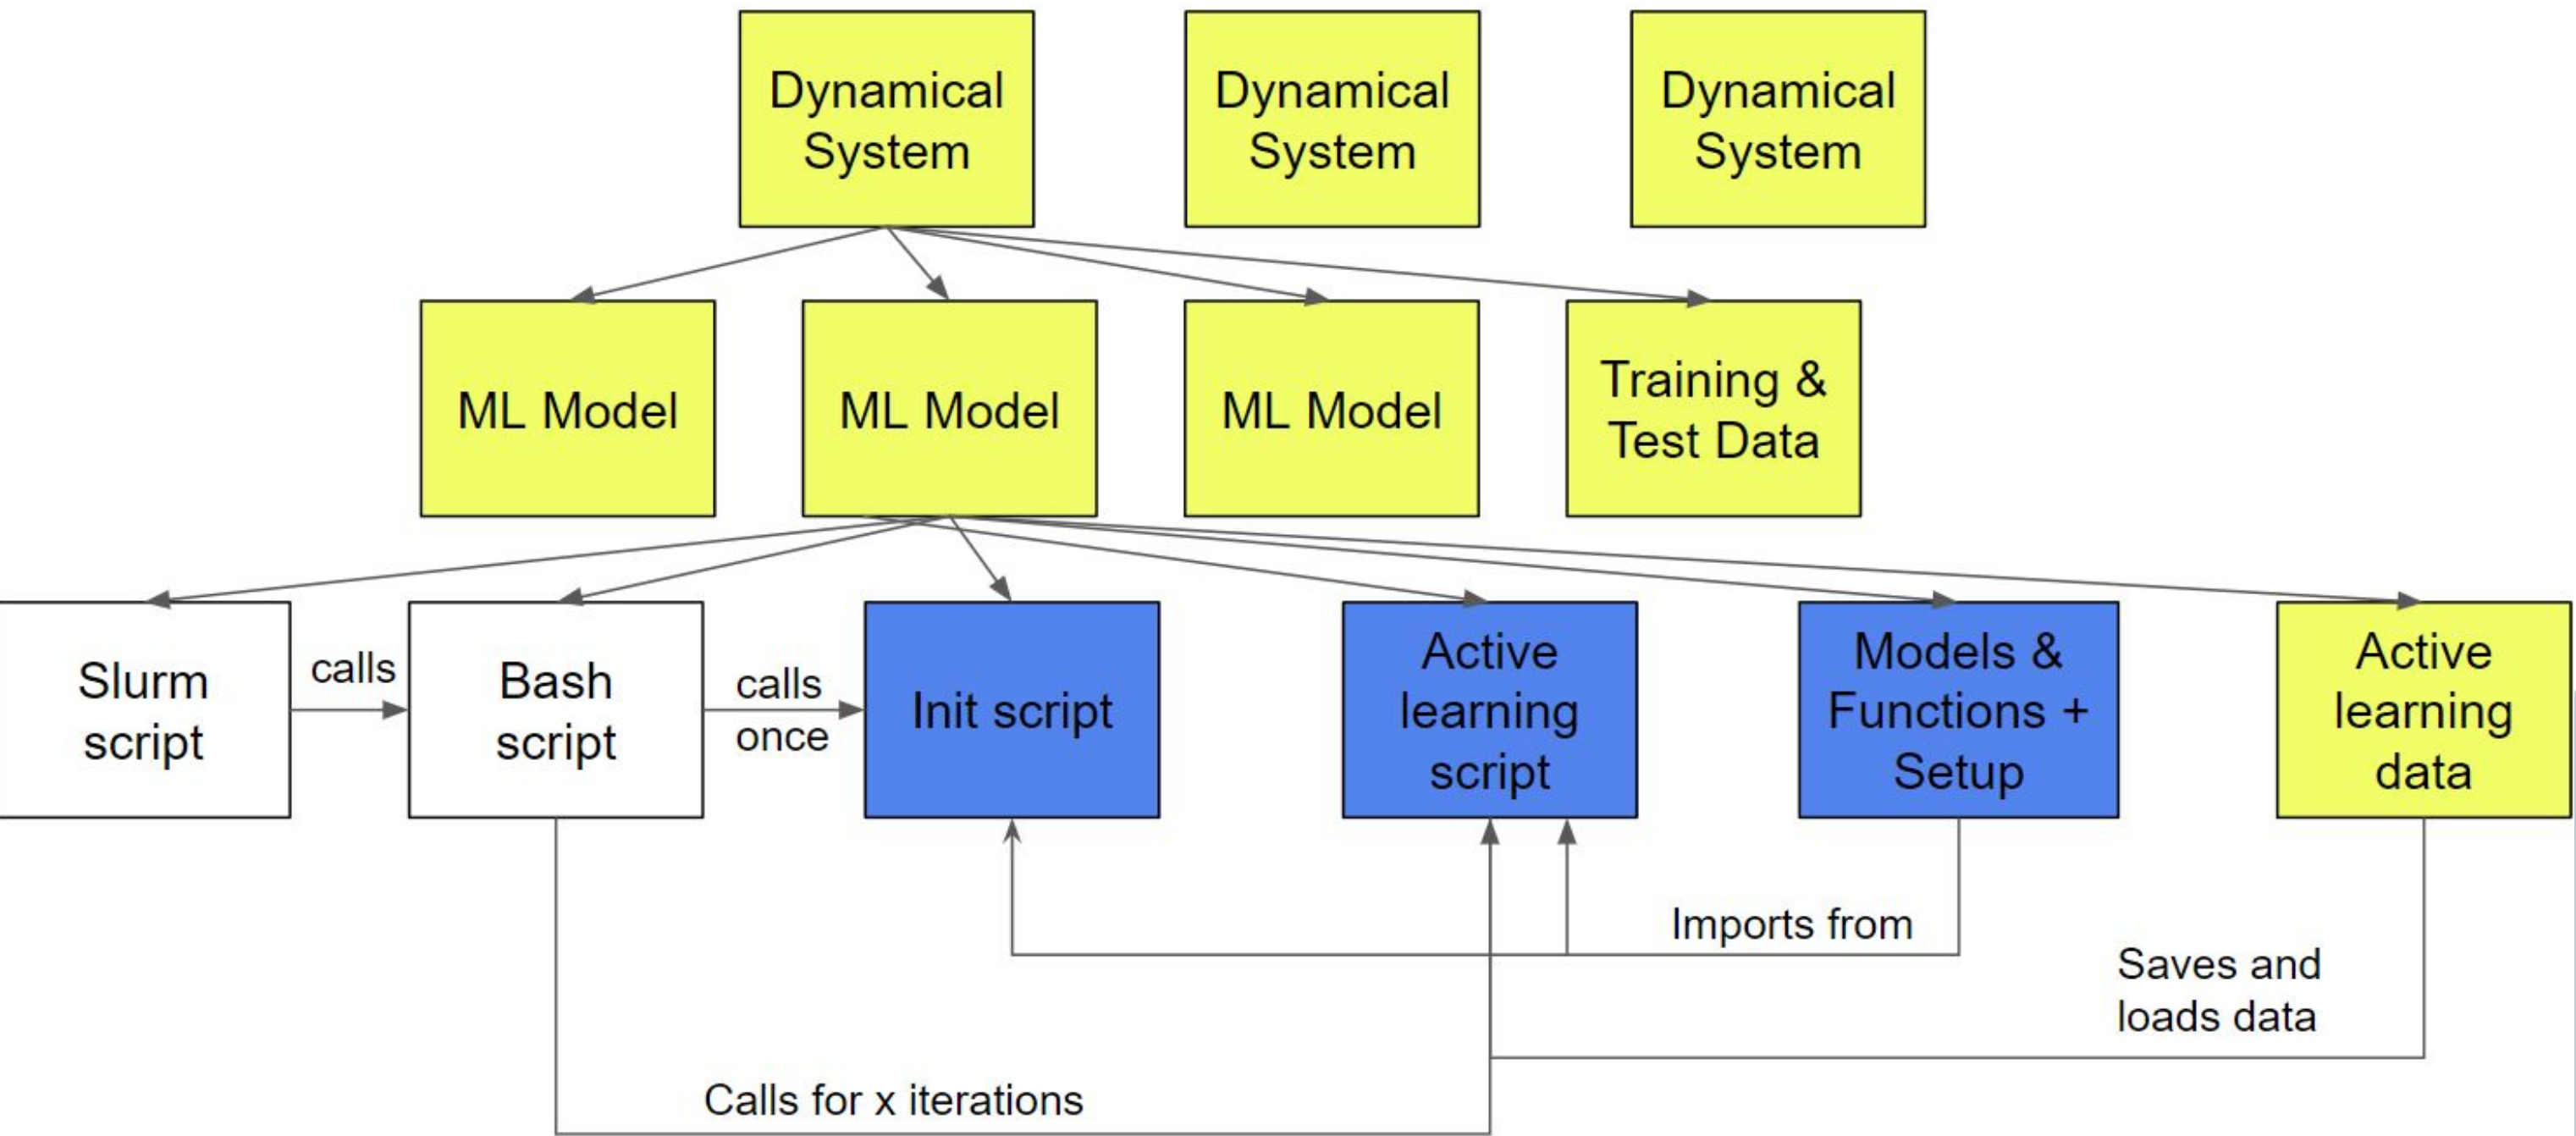 Dynamical
System
Dynamical
System
Dynamical
System
ML Model
ML Model
ML Model
Training &
Test Data
Slurm
script
calls
Bash
script
calls
once
Init script
Active
learning
script
Models &
Functions +
Setup
Active
learning
data
Imports from
Saves and
loads data
Calls for x iterations